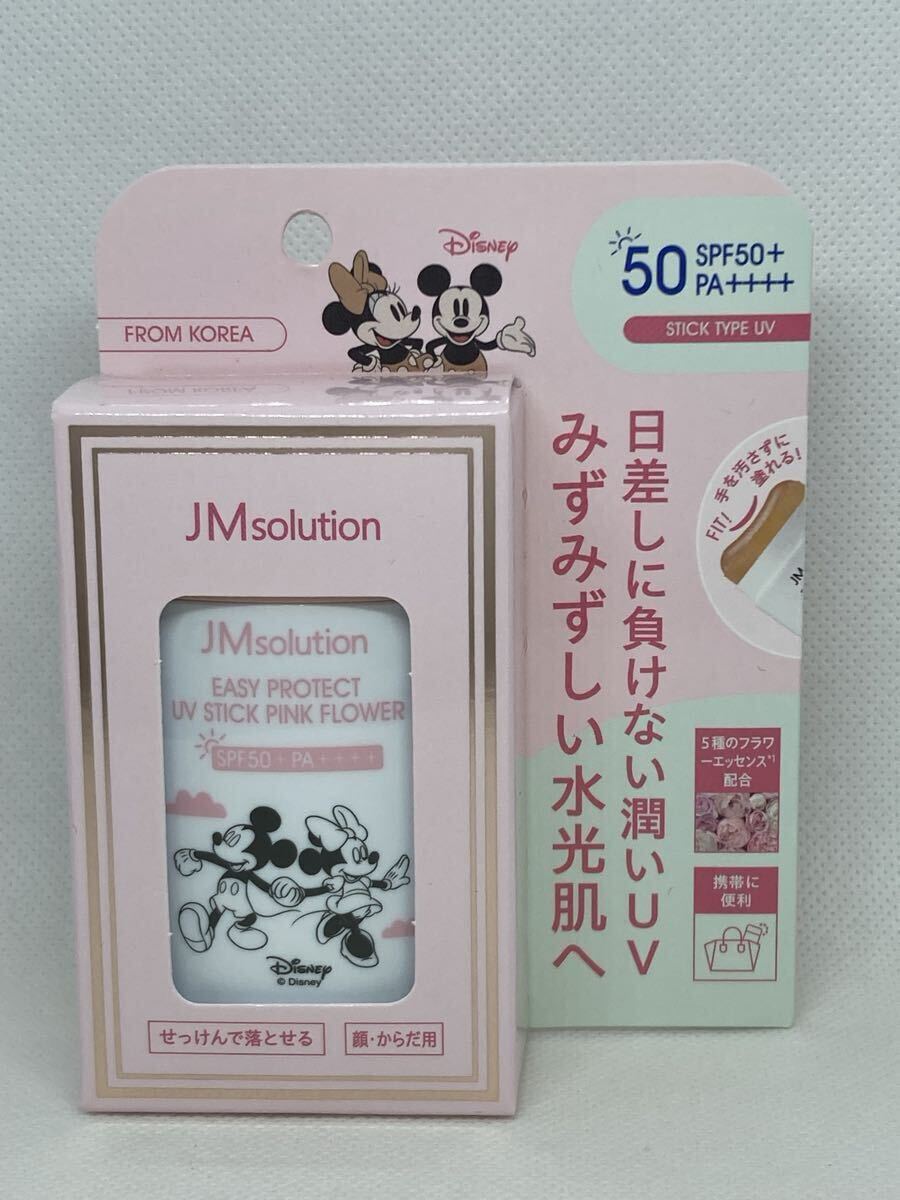 Disney
50 SPF50+
PA++++
STICK TYPE UV
FROM KOREA
JMsolution
JMsolution
EASY PROTECT
UV STICK PINK FLOWER
SPF50+ PA++++
Disney
© Disney
せっけんで落とせる
顔・からだ用
日差しに負けない潤いUV
みずみずしい水光肌へ
手を汚さずに
塗れる!
FIT!
JM
5種のフラワ
ーエッセンス*1
配合
携帯に
便利